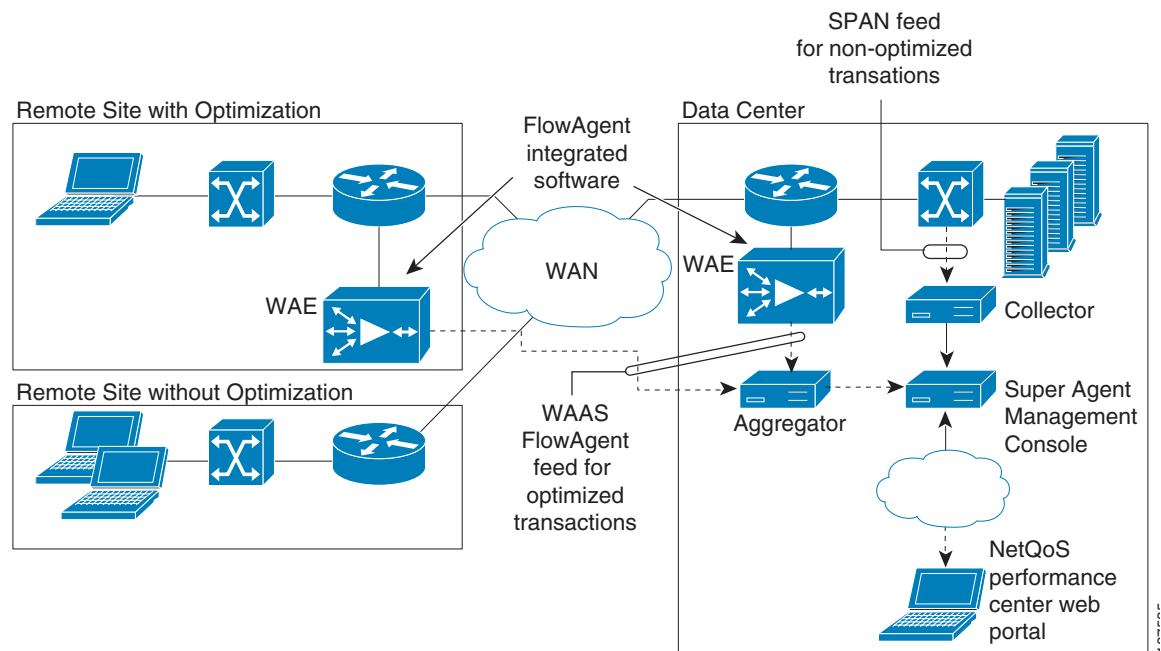 SPAN feed
for non-optimized
transations
Remote Site with Optimization
FlowAgent
integrated
software
Data Center
WAE
WAN
WAE
Collector
Remote Site without Optimization
WAAS
FlowAgent
feed for
optimized
transactions
Aggregator
Super Agent
Management
Console
NetQoS
performance
center web
portal